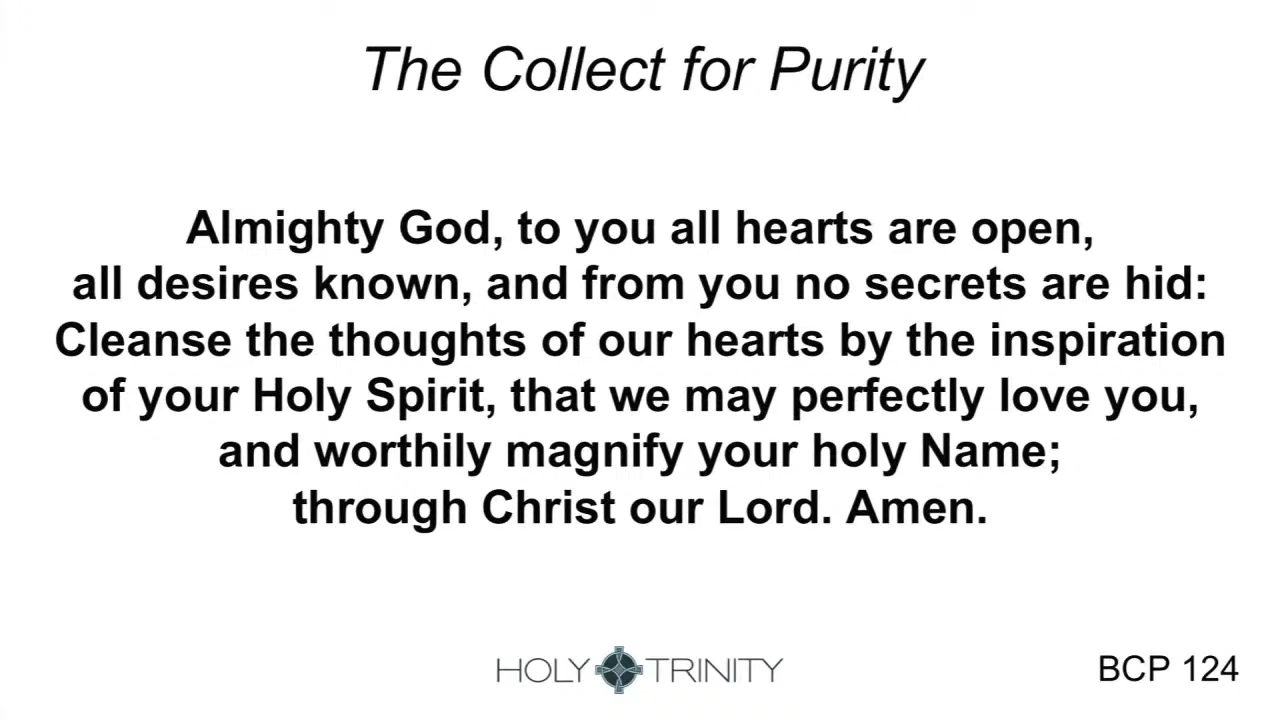 The Collect for Purity
Almighty God, to you all hearts are open,
all desires known, and from you no secrets are hid:
Cleanse the thoughts of our hearts by the inspiration
of your Holy Spirit, that we may perfectly love you,
and worthily magnify your holy Name;
through Christ our Lord. Amen.
HOLY TRINITY
BCP 124